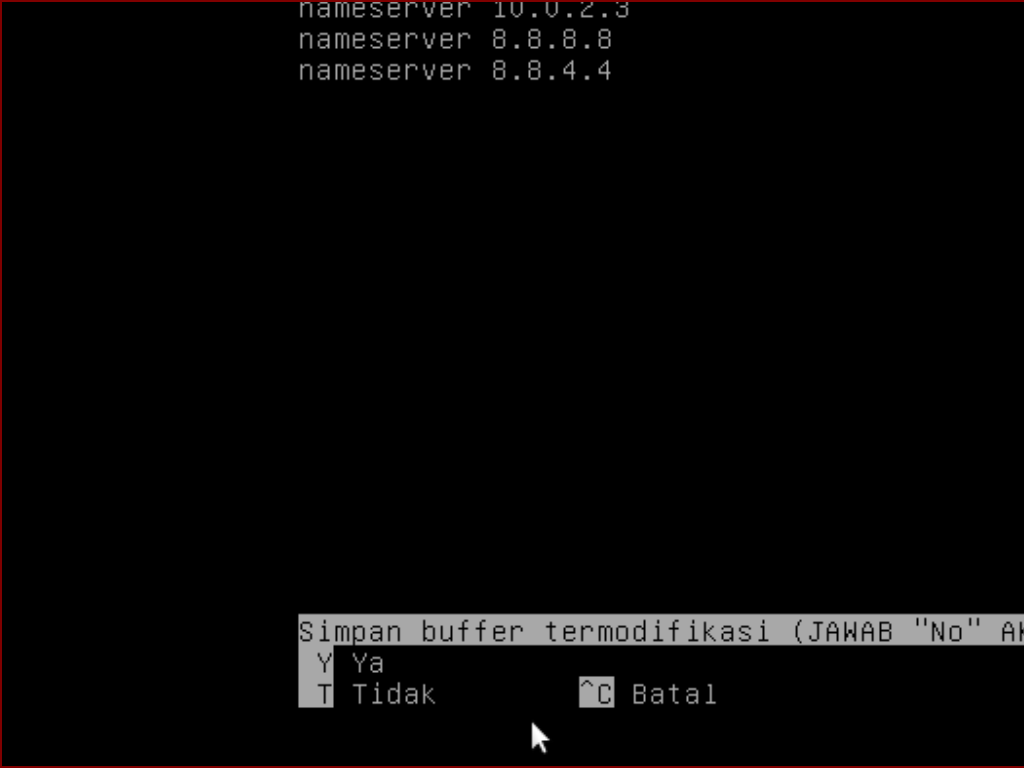 nameserver 10.0.2.3
nameserver 8.8.8.8
nameserver 8.8.4.4
Simpan buffer termodifikasi (JAWAB "No" AK
Y Ya
T Tidak ^C Batal